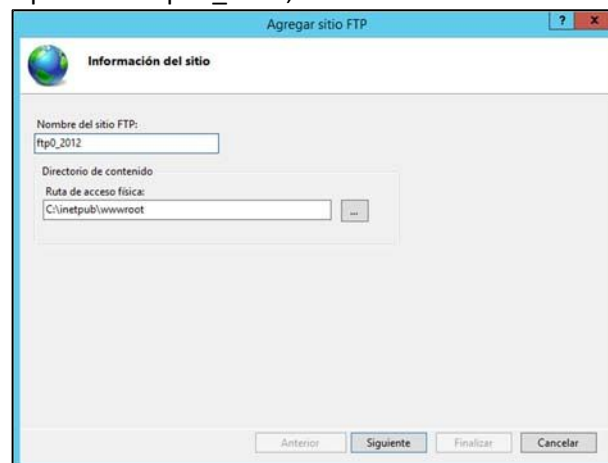 Agregar sitio FTP
? x
Información del sitio
Nombre del sitio FTP:
ftp0_2012
Directorio de contenido
Ruta de acceso física:
C:\inetpub\wwwroot
...
Anterior Siguiente Finalizar Cancelar